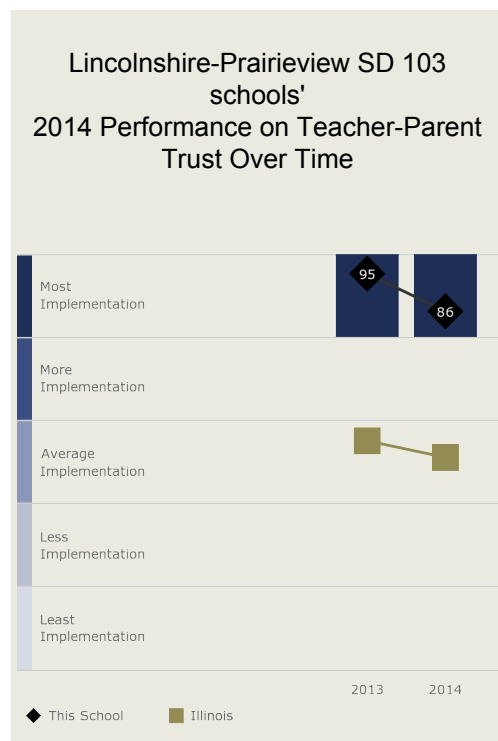 Lincolnshire-Prairieview SD 103
schools'
2014 Performance on Teacher-Parent
Trust Over Time
Most
Implementation
95
86
More
Implementation
Average
Implementation
Less
Implementation
Least
Implementation
2013 2014
This School Illinois